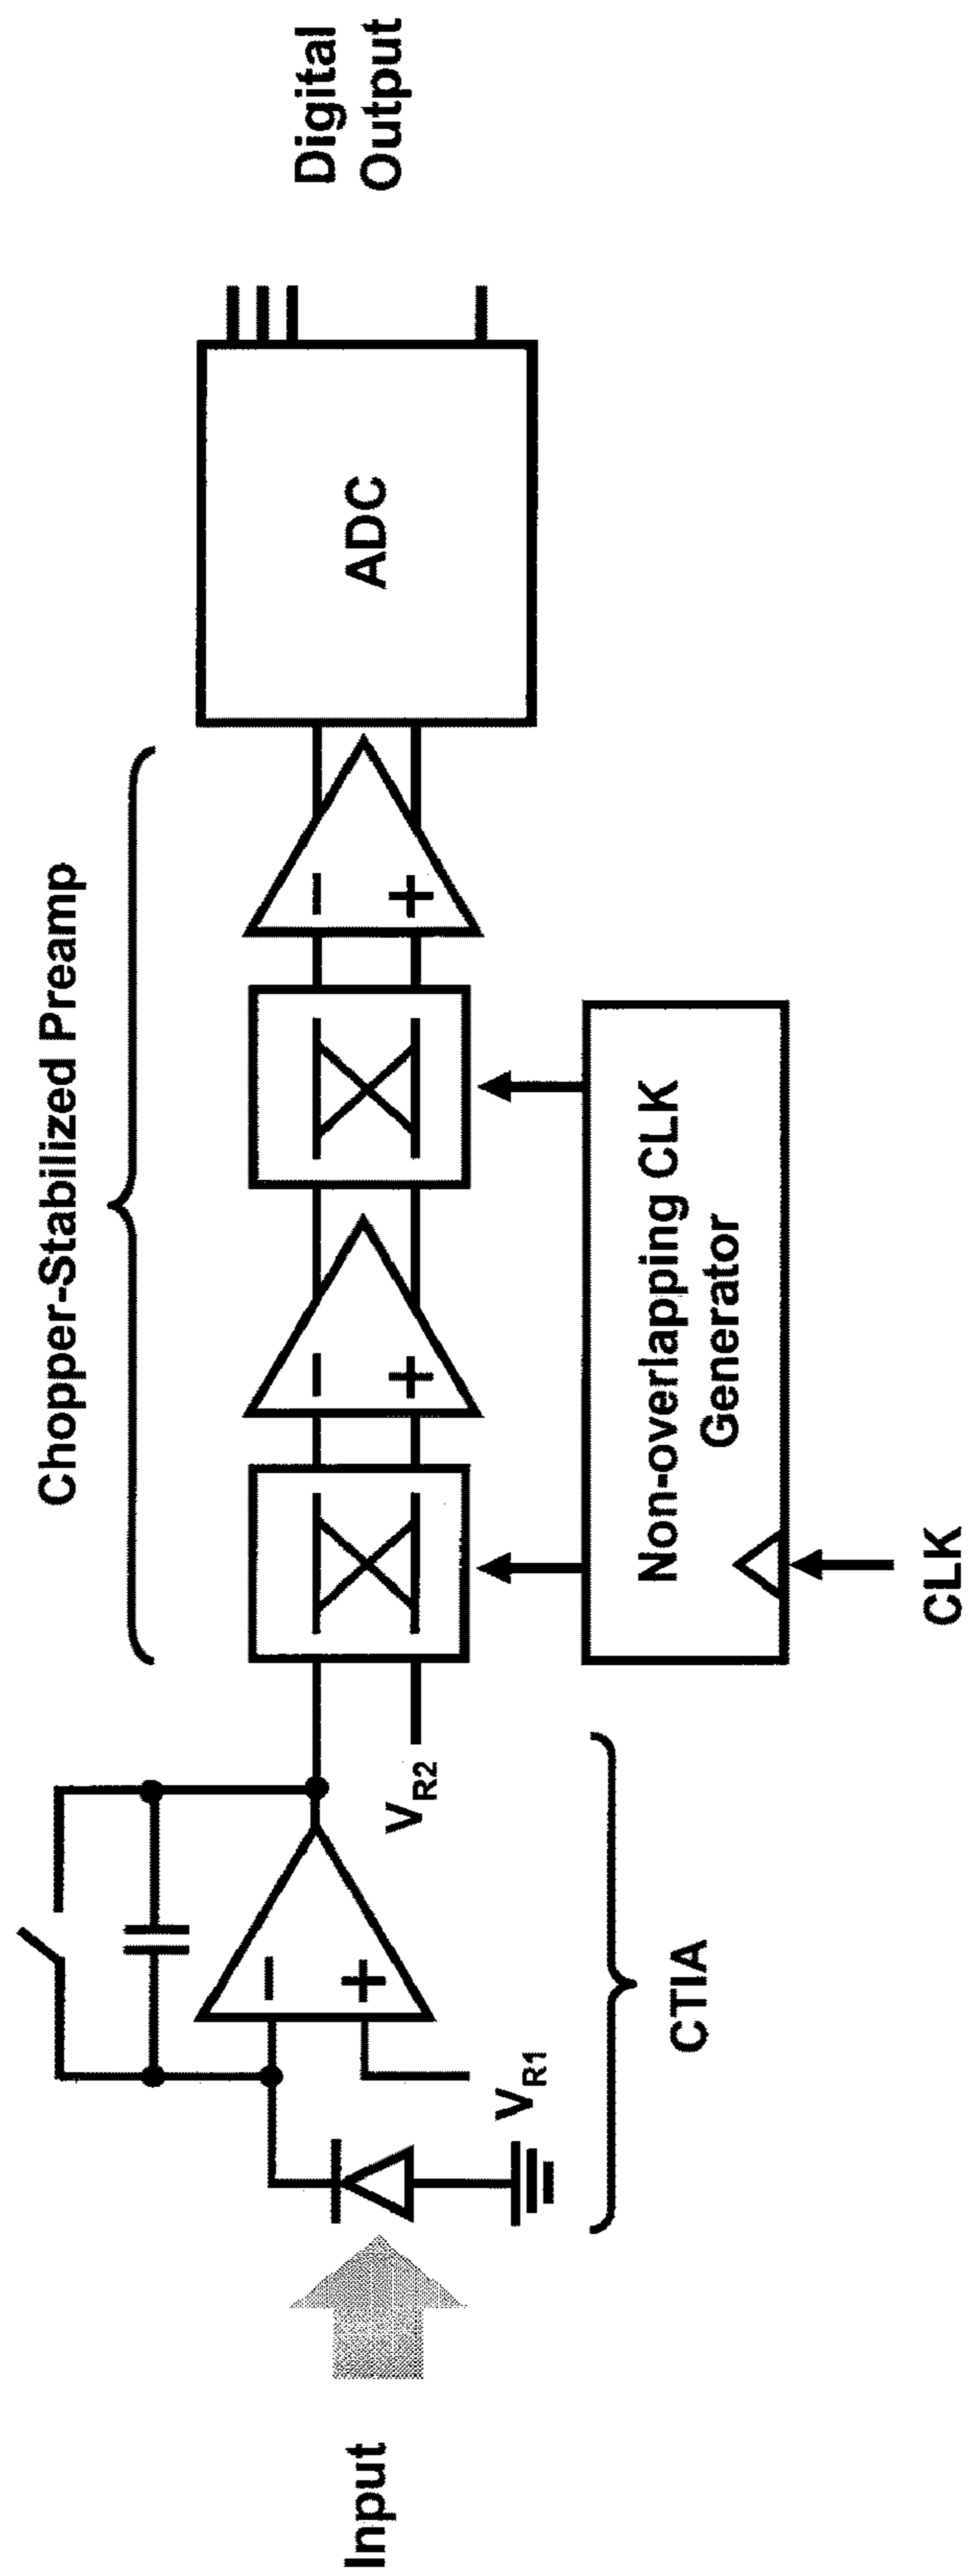 Input
CTIA
V_R1
V_R2
Chopper-Stabilized Preamp
−
+
−
+
−
+
Non-overlapping CLK
Generator
CLK
ADC
Digital
Output